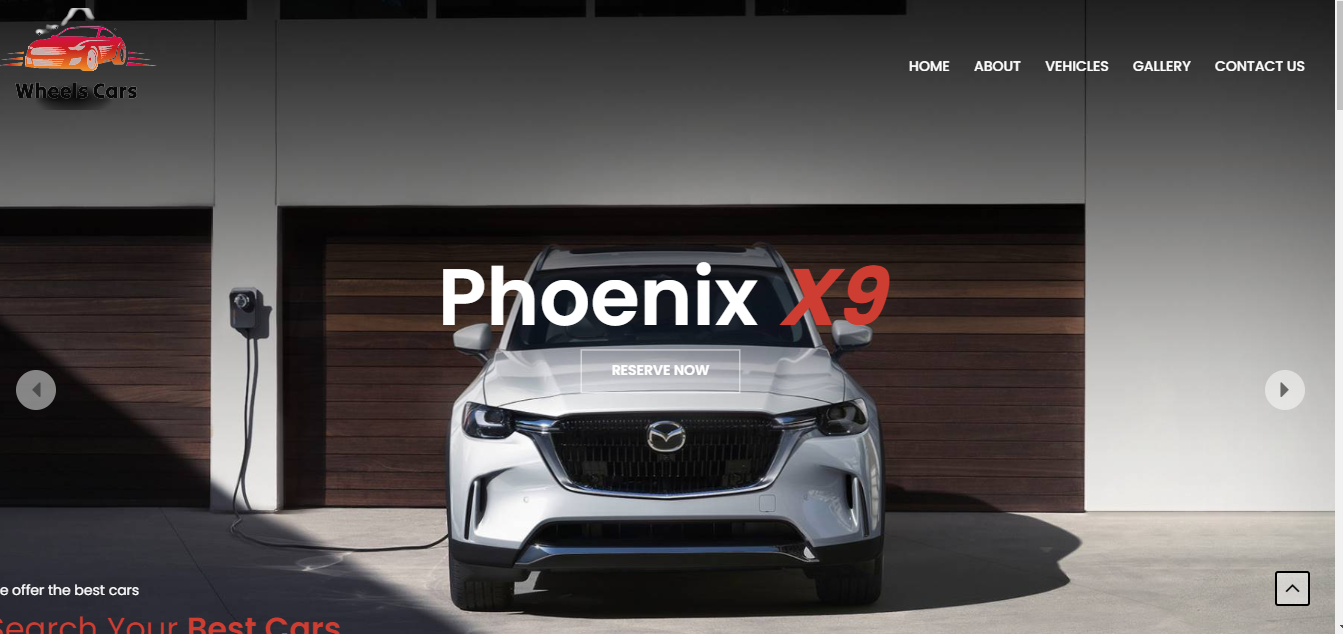 Wheels Cars
HOME ABOUT VEHICLES GALLERY CONTACT US
Phoenix X9
RESERVE NOW
e offer the best cars
Search Your Best Cars